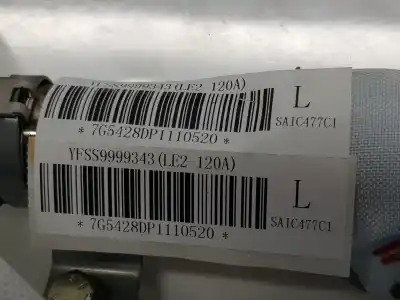 YFSS9999343(LE2 120A)
L
SAIC477C1
* 7G5428DP1110520 *
YFSS9999343(LE2 120A)
L
SAIC477C1
* 7G5428DP1110520 *